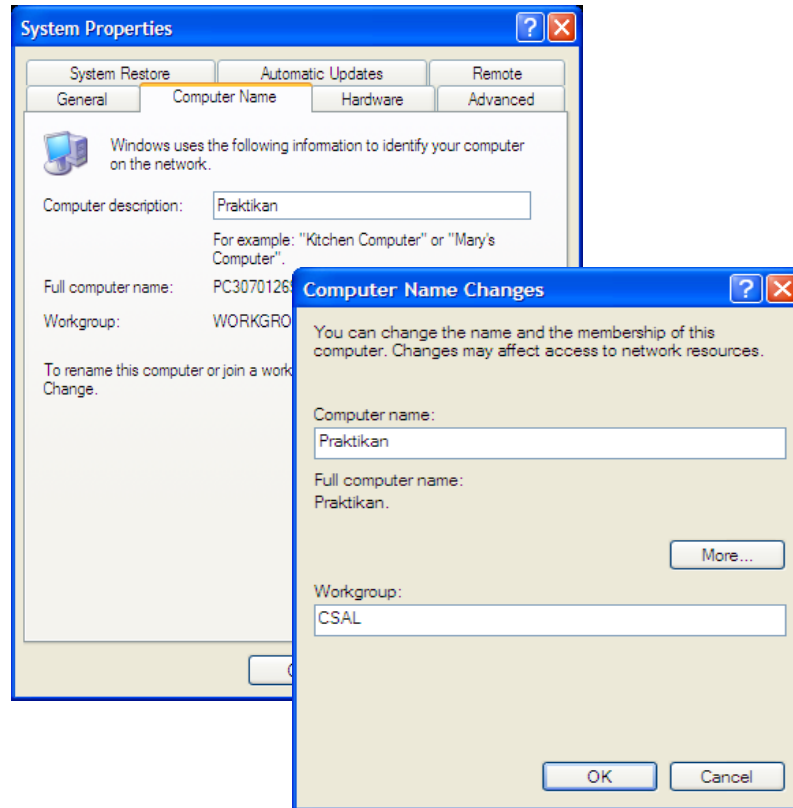 System Properties
System Restore Automatic Updates Remote
General Computer Name Hardware Advanced
Windows uses the following information to identify your computer
on the network.
Computer description: Praktikan
For example: "Kitchen Computer" or "Mary's
Computer".
Full computer name:
Workgroup:
To rename this computer or join a
Change.
Computer Name Changes
You can change the name and the membership of this
computer. Changes may affect access to network resources.
Computer name:
Praktikan
Full computer name:
Praktikan.
More...
Workgroup:
CSAL
OK Cancel